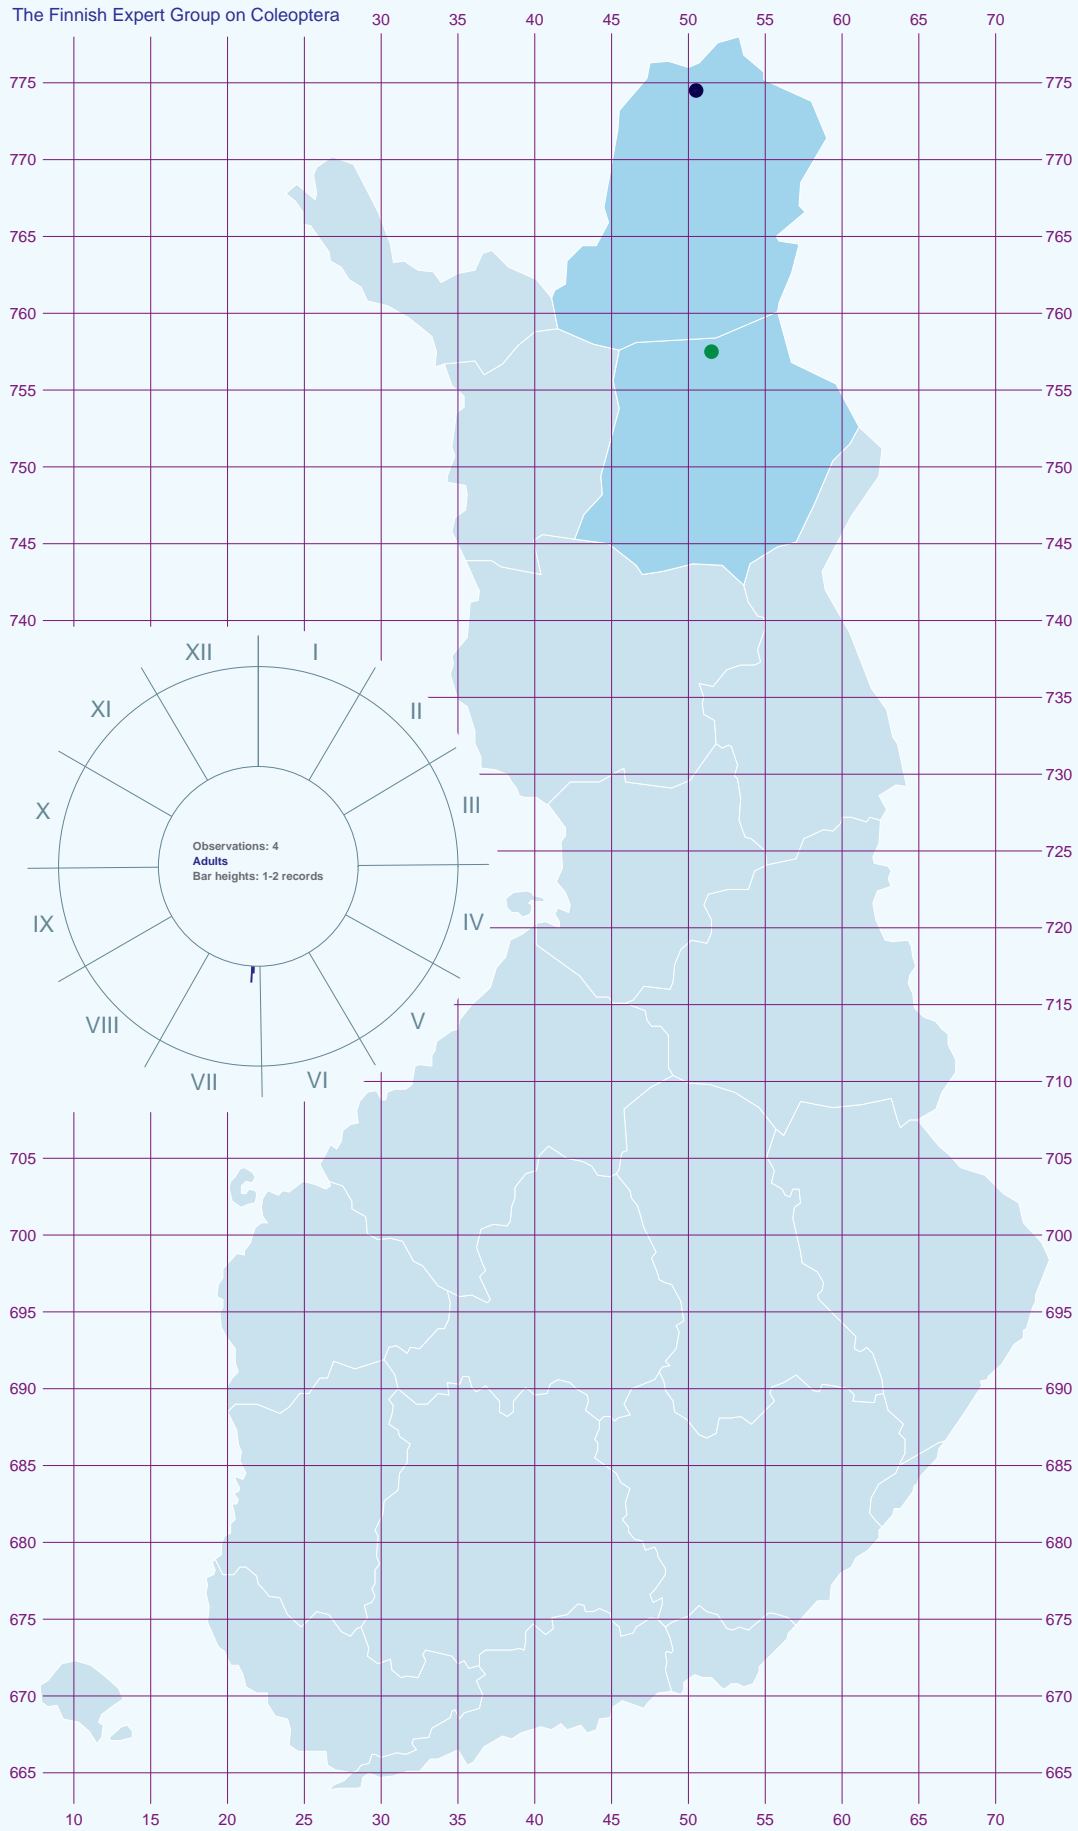 The Finnish Expert Group on Coleoptera
30 40 45 50 55 60 65 70
775 775
770 770
765 765
760 760
755 755
750 750
745 745
740 740
XII I
XI II
735
730
X III
Observations: 4
Adults
Bar heights: 1-2 records
725
IX IV
720
715
VIII V
VII VI
710
705 705
700 700
695 695
690 690
685 685
680 680
675 675
670 670
665 665
10 15 20 25 30 35 40 45 50 55 60 65 70